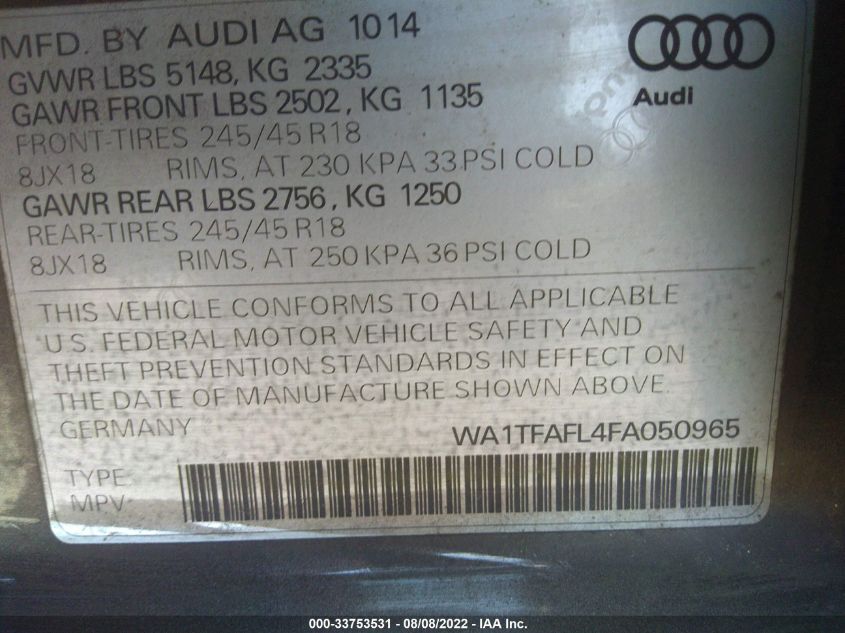 MFD. BY AUDI AG 1014
GVWR LBS 5148, KG 2335
GAWR FRONT LBS 2502, KG 1135
FRONT-TIRES 245/45 R18
8JX18 RIMS, AT 230 KPA 33 PSI COLD
GAWR REAR LBS 2756, KG 1250
REAR-TIRES 245/45 R18
8JX18 RIMS, AT 250 KPA 36 PSI COLD
Audi
THIS VEHICLE CONFORMS TO ALL APPLICABLE
U.S. FEDERAL MOTOR VEHICLE SAFETY AND
THEFT PREVENTION STANDARDS IN EFFECT ON
THE DATE OF MANUFACTURE SHOWN ABOVE.
GERMANY WA1TFAFL4FA050965
TYPE
MPV
000-33753531 - 08/08/2022 - IAA Inc.